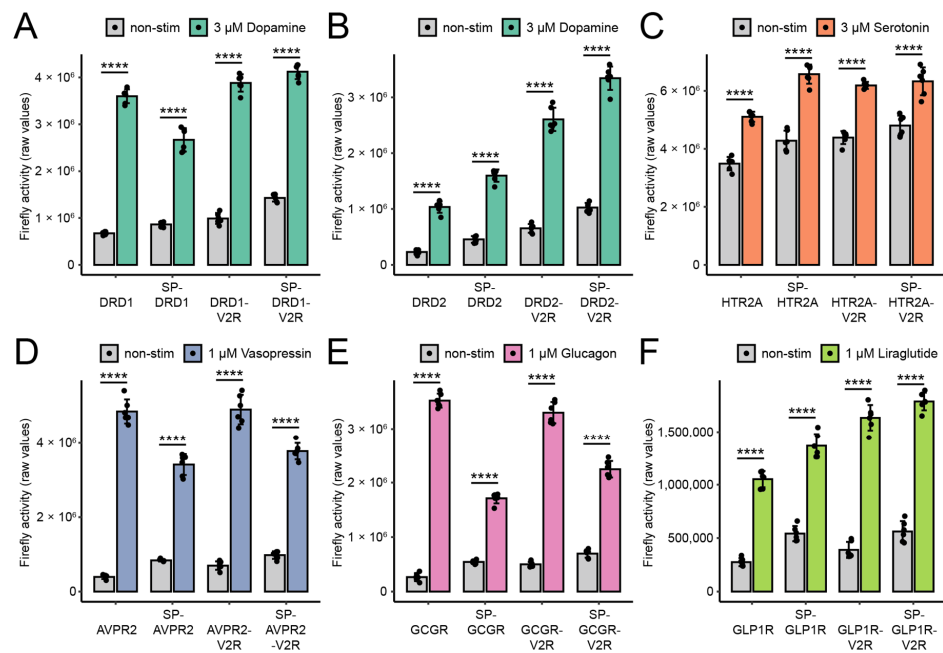 A
non-stim 3 µM Dopamine
Firefly activity (raw values)
4 × 10⁶
3 × 10⁶
2 × 10⁶
1 × 10⁶
0
****
****
****
****
DRD1
SP-
DRD1
DRD1-
V2R
SP-
DRD1-
V2R
B
non-stim 3 µM Dopamine
Firefly activity (raw values)
3 × 10⁶
2 × 10⁶
1 × 10⁶
0
****
****
****
****
DRD2
SP-
DRD2
DRD2-
V2R
SP-
DRD2-
V2R
C
non-stim 3 µM Serotonin
Firefly activity (raw values)
6 × 10⁶
4 × 10⁶
2 × 10⁶
0
****
****
****
****
HTR2A
SP-
HTR2A
HTR2A-
V2R
SP-
HTR2A-
V2R
D
non-stim 1 µM Vasopressin
Firefly activity (raw values)
4 × 10⁶
2 × 10⁶
0
****
****
****
****
AVPR2
SP-
AVPR2
AVPR2-
V2R
SP-
AVPR2
-V2R
E
non-stim 1 µM Glucagon
Firefly activity (raw values)
3 × 10⁶
2 × 10⁶
1 × 10⁶
0
****
****
****
****
GCGR
SP-
GCGR
GCGR-
V2R
SP-
GCGR-
V2R
F
non-stim 1 µM Liraglutide
Firefly activity (raw values)
1,500,000
1,000,000
500,000
0
****
****
****
****
GLP1R
SP-
GLP1R
GLP1R-
V2R
SP-
GLP1R-
V2R